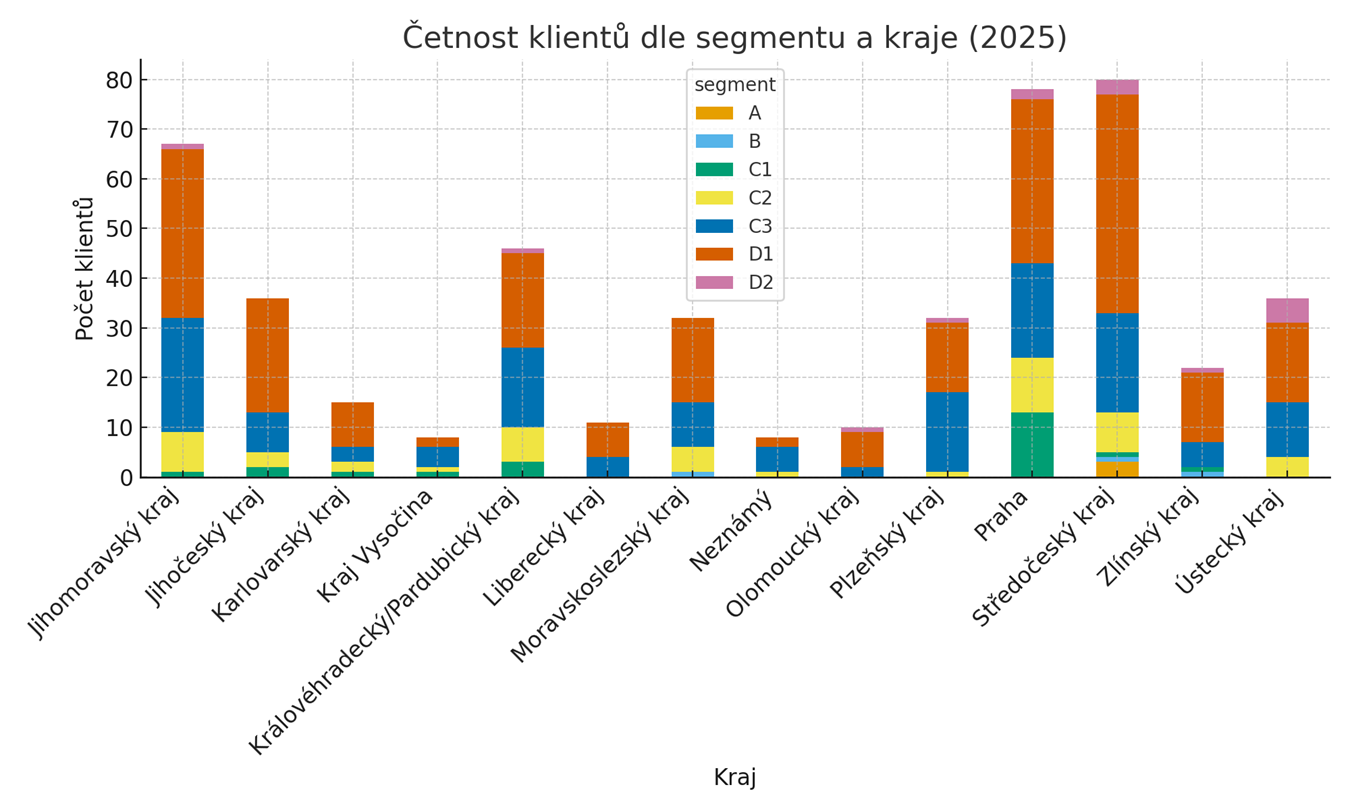 Četnost klientů dle segmentu a kraje (2025)
Počet klientů
80
70
60
50
40
30
20
10
0
segment
A
B
C1
C2
C3
D1
D2
Jihomoravský kraj
Jihočeský kraj
Karlovarský kraj
Kraj Vysočina
Královéhradecký/Pardubický kraj
Liberecký kraj
Moravskoslezský kraj
Neznámý
Olomoucký kraj
Plzeňský kraj
Praha
Středočeský kraj
Zlínský kraj
Ústecký kraj
Kraj